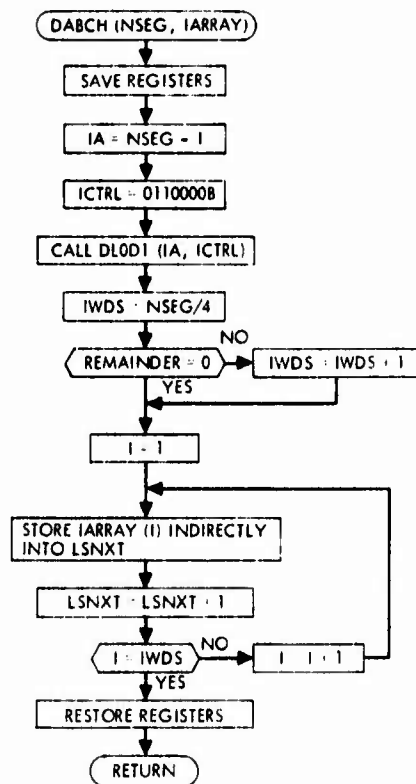 DABCH (NSEG, IARRAY)
SAVE REGISTERS
IA = NSEG - 1
ICTRL = 0110000B
CALL DL0D1 (IA, ICTRL)
IWDS = NSEG/4
REMAINDER = 0
NO
IWDS = IWDS + 1
YES
I = 1
STORE IARRAY (I) INDIRECTLY
INTO LSNXT
LSNXT = LSNXT + 1
I = IWDS
NO
I = I + 1
YES
RESTORE REGISTERS
RETURN